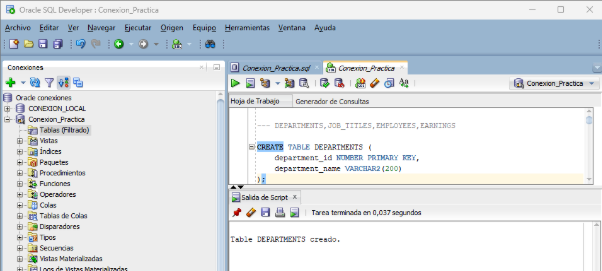 Oracle SQL Developer : Conexion_Practica
Archivo Editar Ver Navegar Ejecutar Origen Equipo Herramientas Ventana Ayuda
Conexiones
Oracle conexiones
CONEXION_LOCAL
Conexion_Practica
Tablas (Filtrado)
Vistas
Índices
Paquetes
Procedimientos
Funciones
Operadores
Colas
Tablas de Colas
Disparadores
Tipos
Secuencias
Vistas Materializadas
Logs de Vistas Materializadas
Conexion_Practica.sql
Conexion_Practica
Conexion_Practica
Hoja de Trabajo Generador de Consultas
--- DEPARTMENTS,JOB_TITLES,EMPLOYEES,EARNINGS
CREATE TABLE DEPARTMENTS (
department_id NUMBER PRIMARY KEY,
department_name VARCHAR2(200)
);
Salida de Script
Tarea terminada en 0,037 segundos
Table DEPARTMENTS creado.